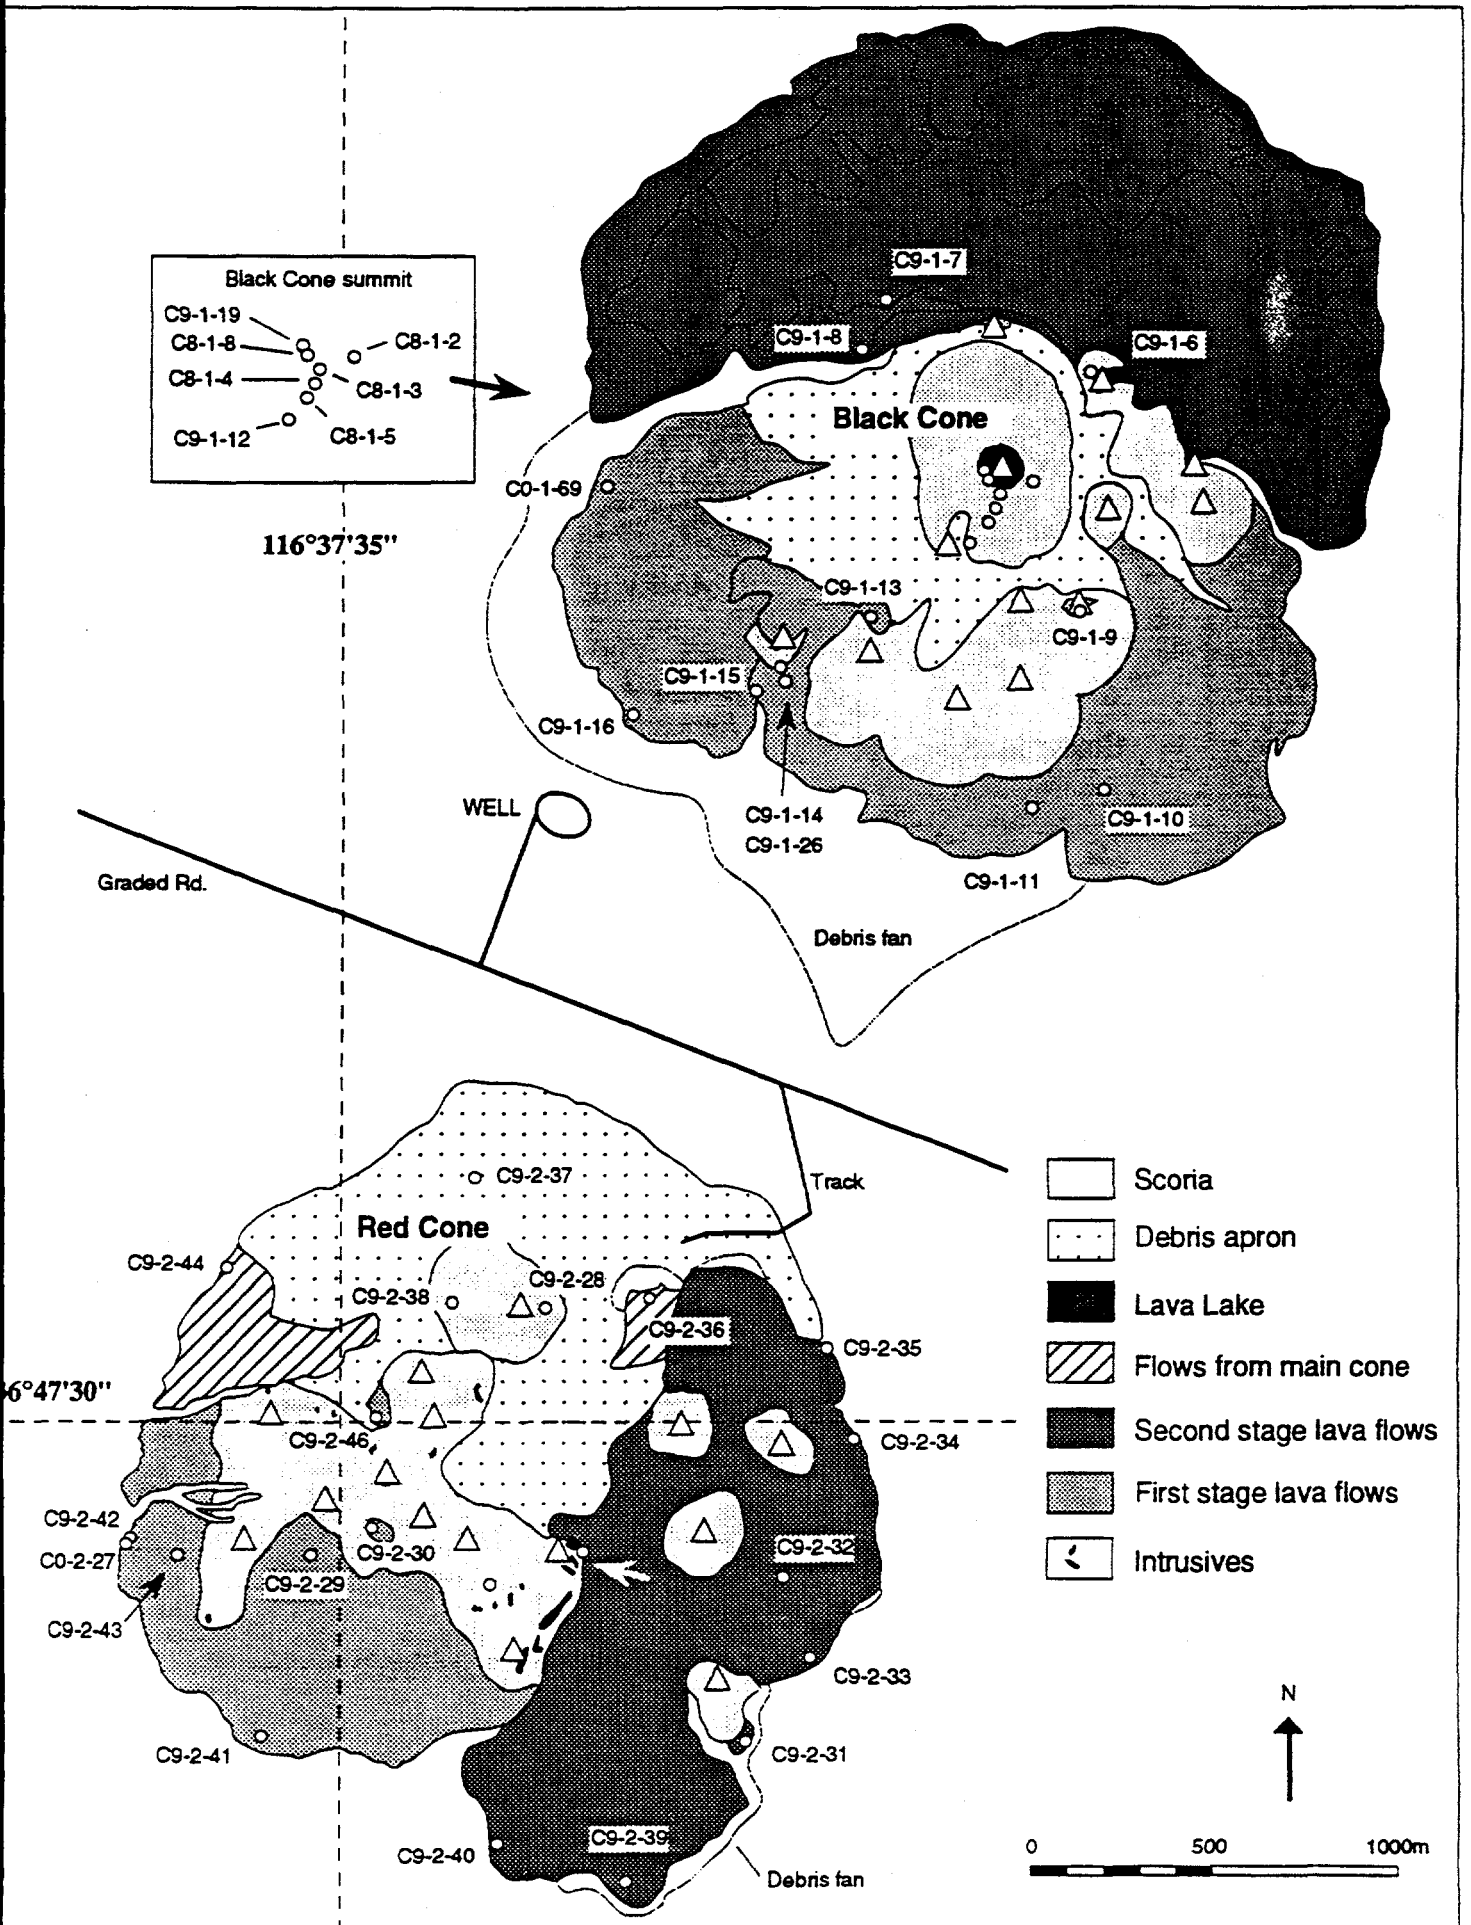 C9-1-7
Black Cone summit
C9-1-19
C8-1-8
C8-1-2
C8-1-4
C8-1-3
C9-1-12
C8-1-5
C9-1-8
C9-1-6
Black Cone
C0-1-69
116°37'35"
C9-1-13
C9-1-9
C9-1-15
C9-1-16
WELL
C9-1-14
C9-1-26
C9-1-10
Graded Rd.
C9-1-11
Debris fan
C9-2-37
Track
Red Cone
C9-2-44
C9-2-38
C9-2-28
C9-2-36
C9-2-35
6°47'30"
C9-2-46
C9-2-34
C9-2-42
C0-2-27
C9-2-30
C9-2-32
C9-2-29
C9-2-43
C9-2-33
C9-2-41
C9-2-31
C9-2-39
C9-2-40
Debris fan
Scoria
Debris apron
Lava Lake
Flows from main cone
Second stage lava flows
First stage lava flows
Intrusives
N
0 500 1000m